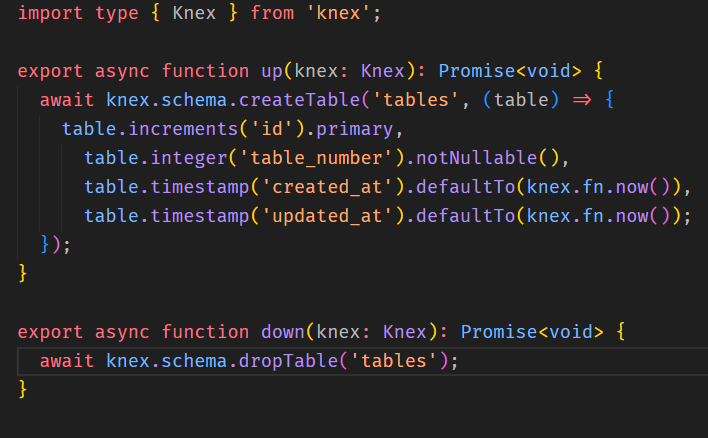 import type { Knex } from 'knex';
export async function up(knex: Knex): Promise<void> {
await knex.schema.createTable('tables', (table) => {
table.increments('id').primary,
table.integer('table_number').notNullable(),
table.timestamp('created_at').defaultTo(knex.fn.now()),
table.timestamp('updated_at').defaultTo(knex.fn.now());
});
}
export async function down(knex: Knex): Promise<void> {
await knex.schema.dropTable('tables');
}